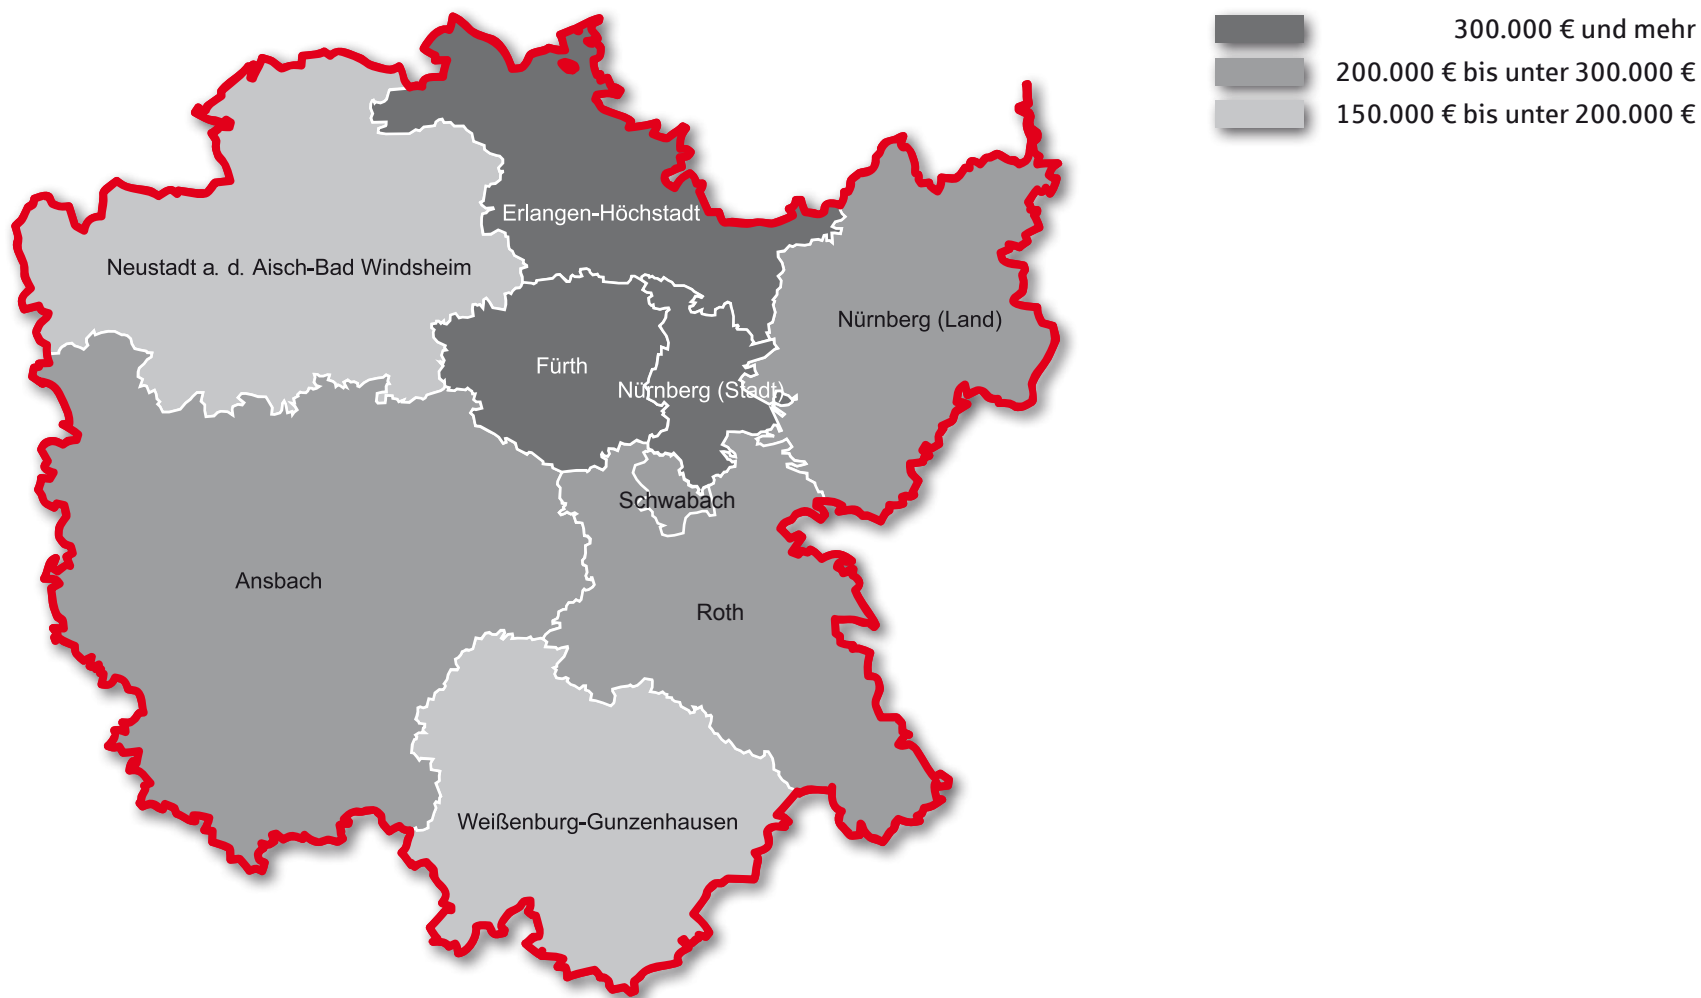 300.000 € und mehr
200.000 € bis unter 300.000 €
150.000 € bis unter 200.000 €
Erlangen-Höchstadt
Neustadt a. d. Aisch-Bad Windsheim
Nürnberg (Land)
Fürth
Nürnberg (Stadt)
Schwabach
Ansbach
Roth
Weißenburg-Gunzenhausen